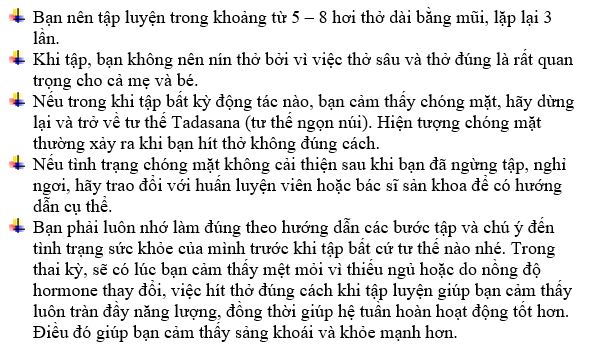 Bạn nên tập luyện trong khoảng từ 5 – 8 hơi thở dài bằng mũi, lặp lại 3
lần.
Khi tập, bạn không nên nín thở bởi vì việc thở sâu và thở đúng là rất quan
trọng cho cả mẹ và bé.
Nếu trong khi tập bất kỳ động tác nào, bạn cảm thấy chóng mặt, hãy dừng
lại và trở về tư thế Tadasana (tư thế ngọn núi). Hiện tượng chóng mặt
thường xảy ra khi bạn hít thở không đúng cách.
Nếu tình trạng chóng mặt không cải thiện sau khi bạn đã ngừng tập, nghỉ
ngơi, hãy trao đổi với huấn luyện viên hoặc bác sĩ sản khoa để có hướng
dẫn cụ thể.
Bạn phải luôn nhớ làm đúng theo hướng dẫn các bước tập và chú ý đến
tình trạng sức khỏe của mình trước khi tập bất cứ tư thế nào nhé. Trong
thai kỳ, sẽ có lúc bạn cảm thấy mệt mỏi vì thiếu ngủ hoặc do nồng độ
hormone thay đổi, việc hít thở đúng cách khi tập luyện giúp bạn cảm thấy
luôn tràn đầy năng lượng, đồng thời giúp hệ tuần hoàn hoạt động tốt hơn.
Điều đó giúp bạn cảm thấy sảng khoái và khỏe mạnh hơn.